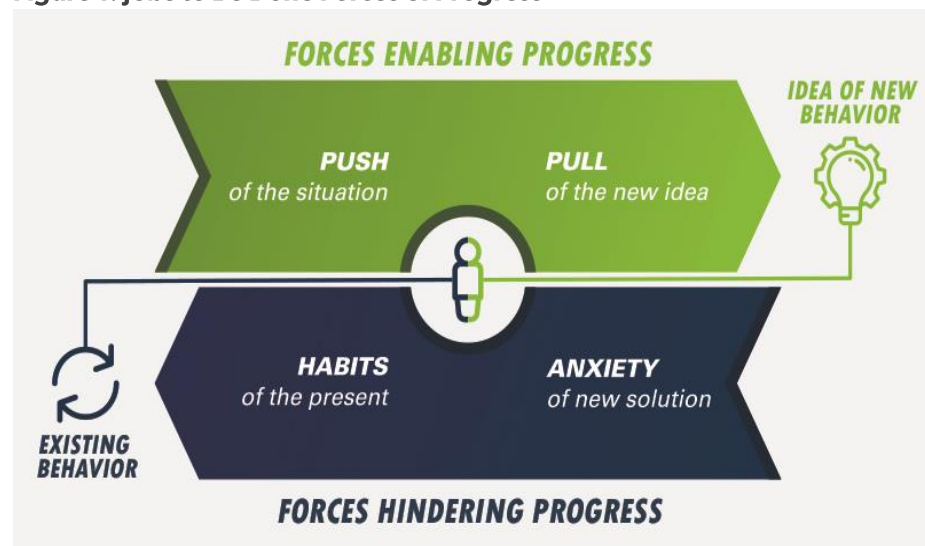 FORCES ENABLING PROGRESS
IDEA OF NEW
BEHAVIOR
PUSH
of the situation
PULL
of the new idea
HABITS
of the present
ANXIETY
of new solution
EXISTING
BEHAVIOR
FORCES HINDERING PROGRESS